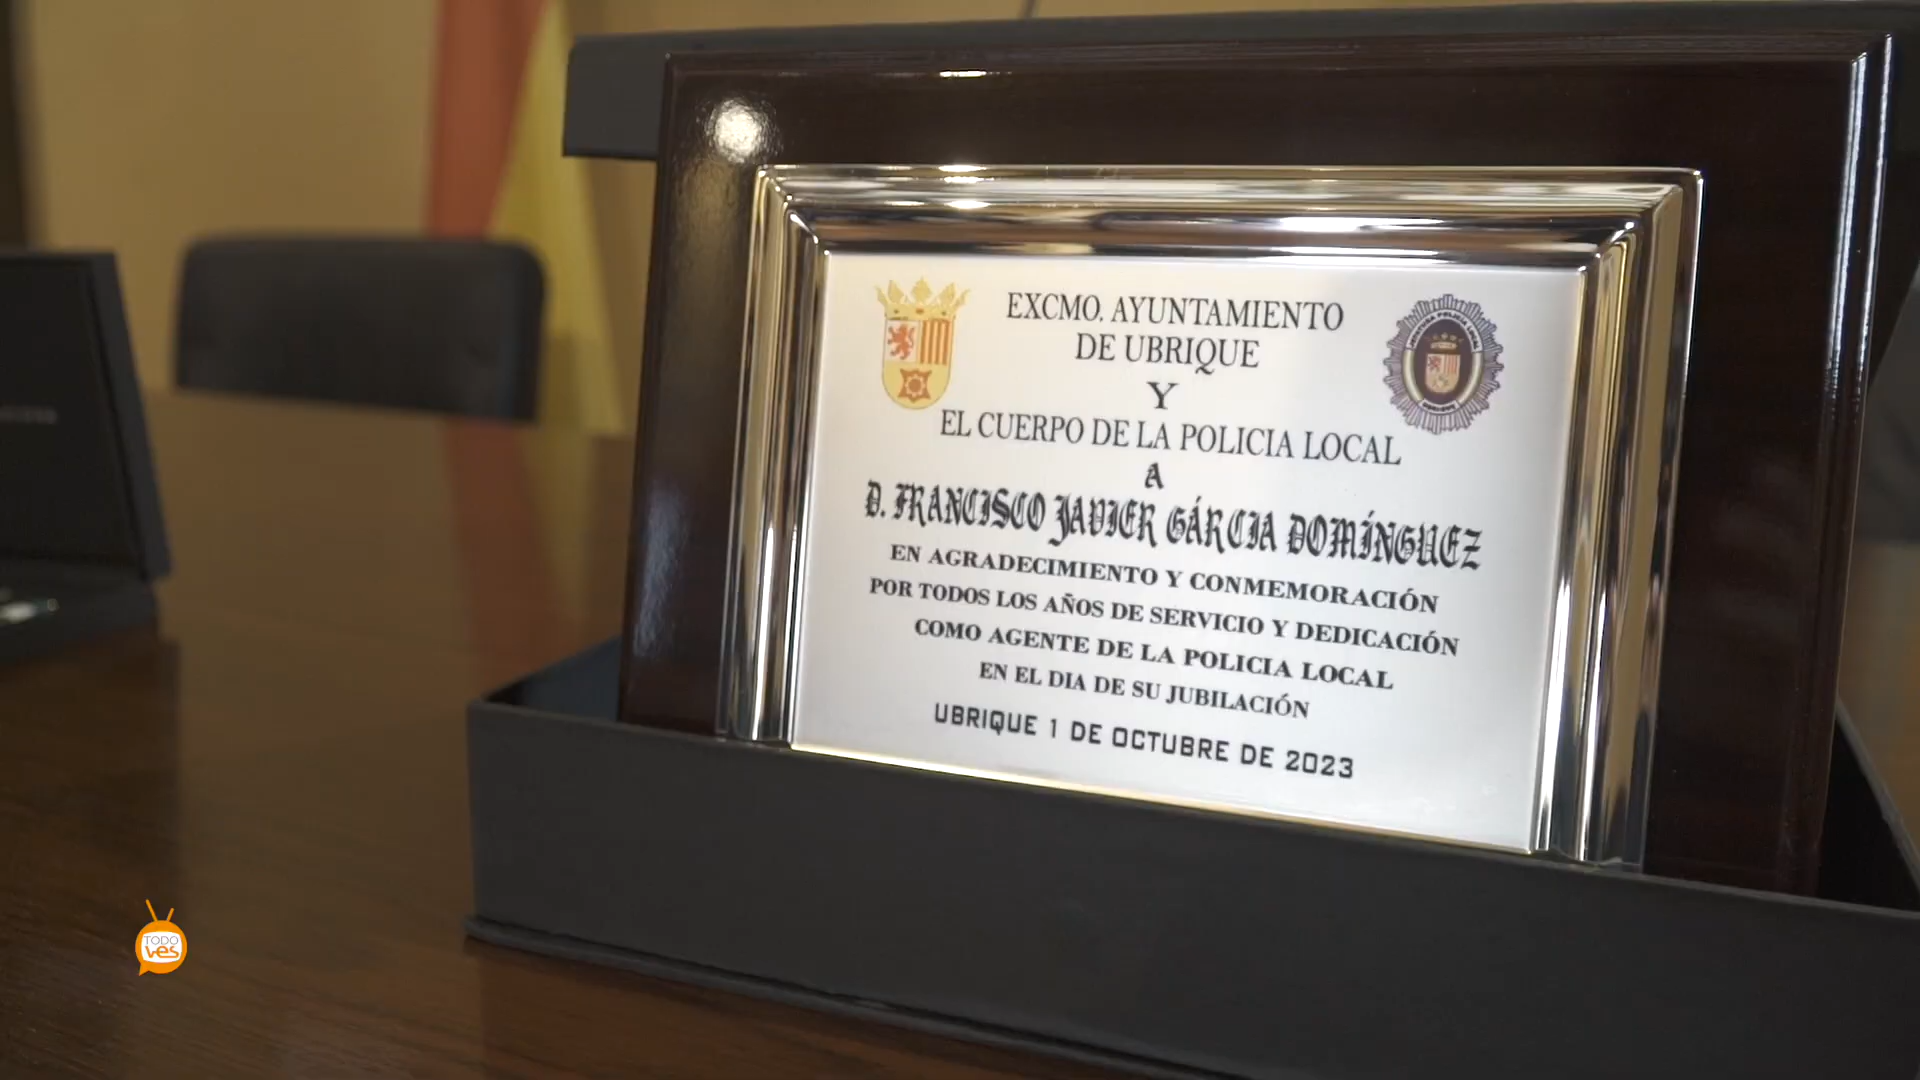 EXCMO. AYUNTAMIENTO
DE UBRIQUE
Y
EL CUERPO DE LA POLICIA LOCAL
A
D. FRANCISCO JAVIER GÁRCIA DOMÍNGUEZ
EN AGRADECIMIENTO Y CONMEMORACIÓN
POR TODOS LOS AÑOS DE SERVICIO Y DEDICACIÓN
COMO AGENTE DE LA POLICIA LOCAL
EN EL DIA DE SU JUBILACIÓN
UBRIQUE 1 DE OCTUBRE DE 2023
TODO
VES